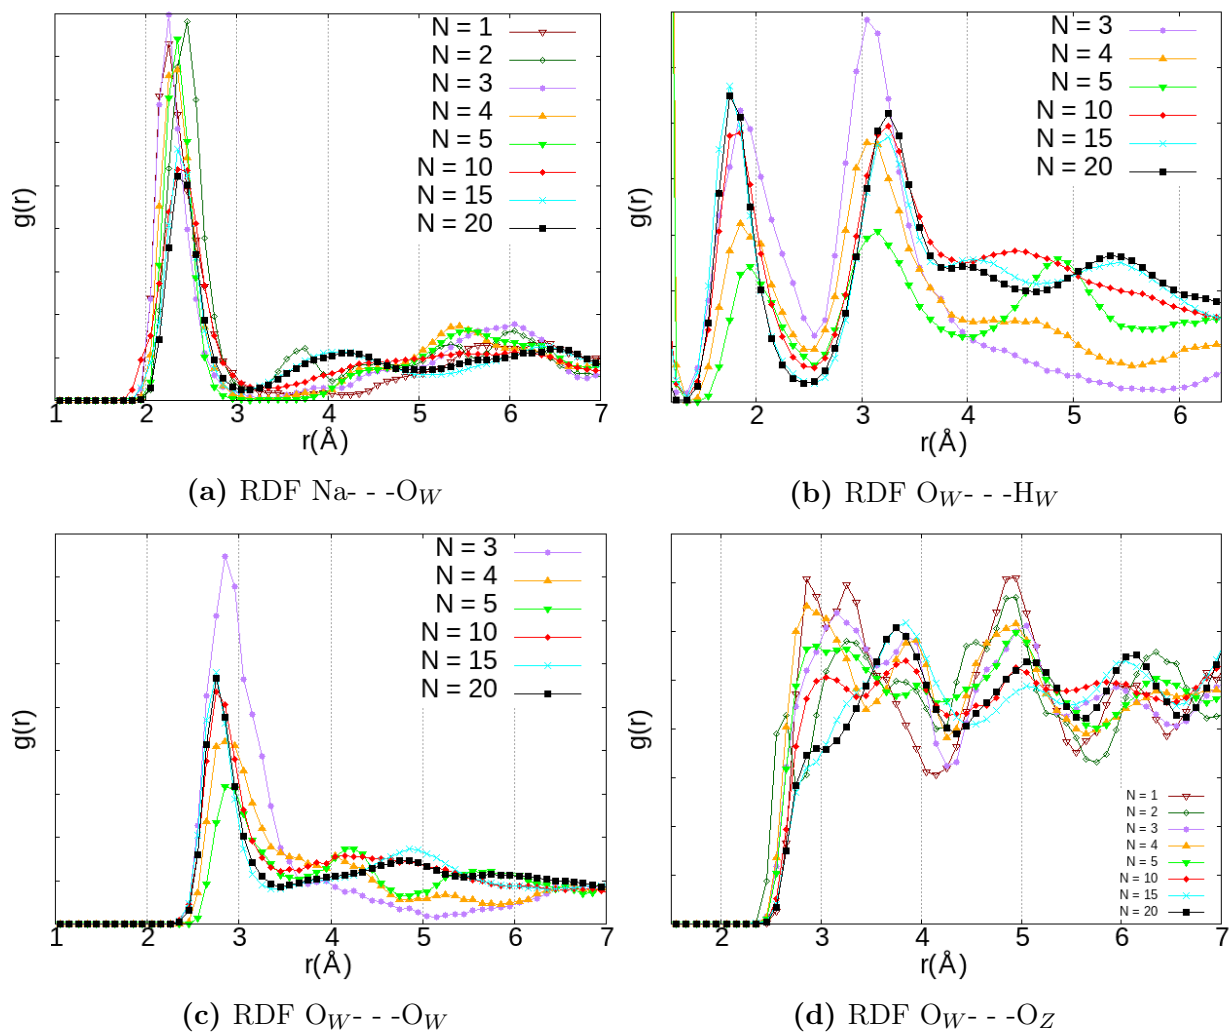 g(r)
N = 1
N = 2
N = 3
N = 4
N = 5
N = 10
N = 15
N = 20
1 2 3 4 5 6 7
r(Å)
(a) RDF Na- - -O_W
g(r)
N = 3
N = 4
N = 5
N = 10
N = 15
N = 20
2 3 4 5 6
r(Å)
(b) RDF O_W- - -H_W
g(r)
N = 3
N = 4
N = 5
N = 10
N = 15
N = 20
1 2 3 4 5 6 7
r(Å)
(c) RDF O_W- - -O_W
g(r)
N = 1
N = 2
N = 3
N = 4
N = 5
N = 10
N = 15
N = 20
2 3 4 5 6 7
r(Å)
(d) RDF O_W- - -O_Z